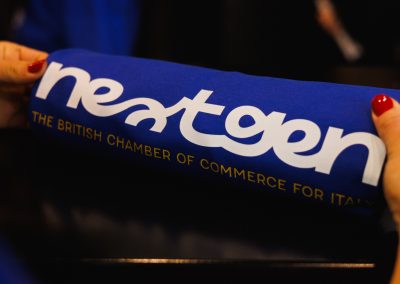 nextgen
THE BRITISH CHAMBER OF COMMERCE FOR ITALY